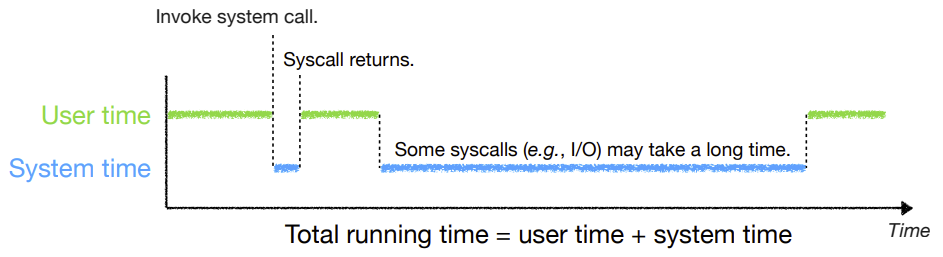 Invoke system call.
Syscall returns.
User time
Some syscalls (e.g., I/O) may take a long time.
System time
Time
Total running time = user time + system time